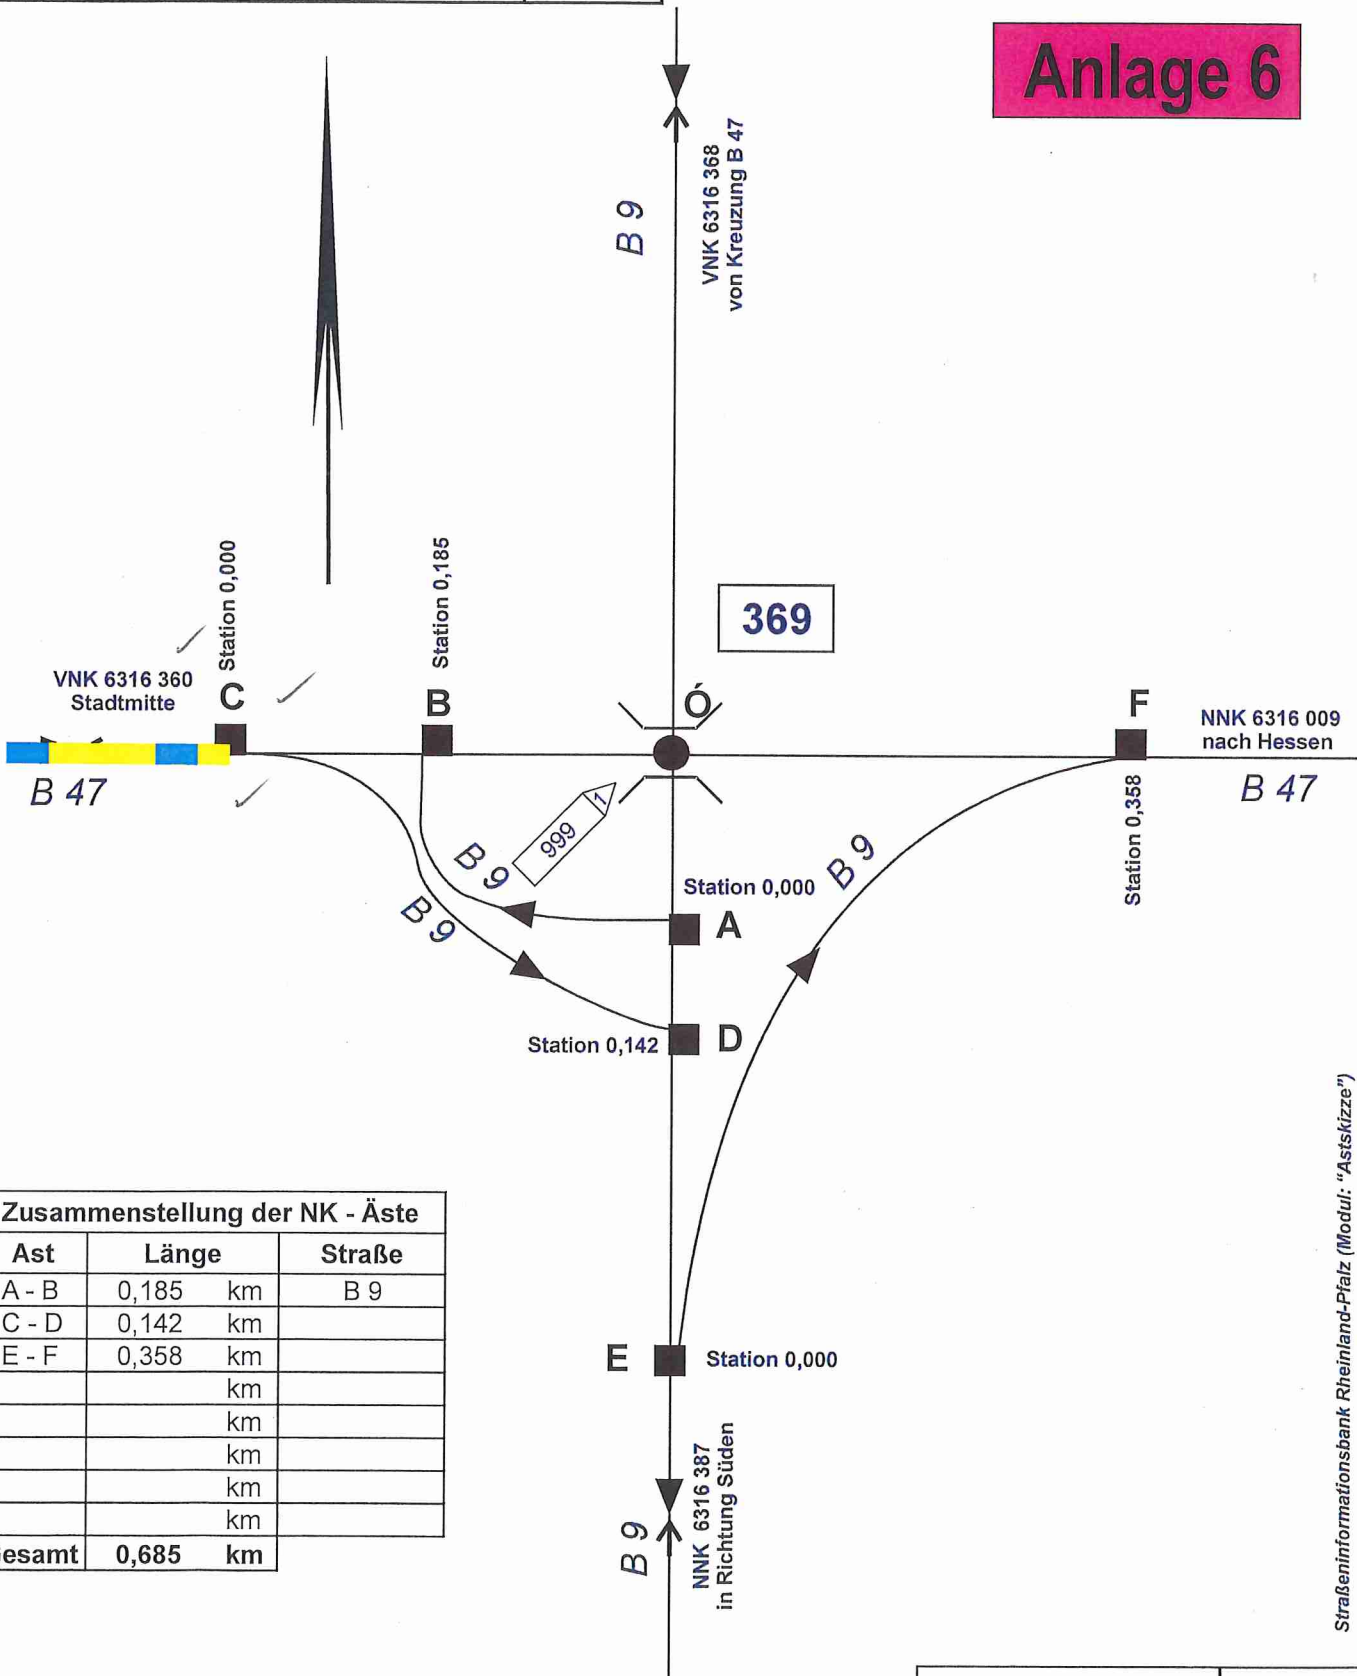 Anlage 6
B 9
VNK 6316 368
von Kreuzung B 47
Station 0,000
Station 0,185
369
VNK 6316 360
Stadtmitte
C
B
Ó
F
NNK 6316 009
nach Hessen
B 47
B 47
Station 0,358
999
1
B 9
B 9
B 9
Station 0,000
A
Station 0,142
D
E
Station 0,000
NNK 6316 387
in Richtung Süden
B 9
Zusammenstellung der NK - Äste
Ast Länge Straße
A - B 0,185 km B 9
C - D 0,142 km
E - F 0,358 km
km
km
km
km
km
0,685 km
Straßeninformationsbank Rheinland-Pfalz (Modul: "Astskizze")